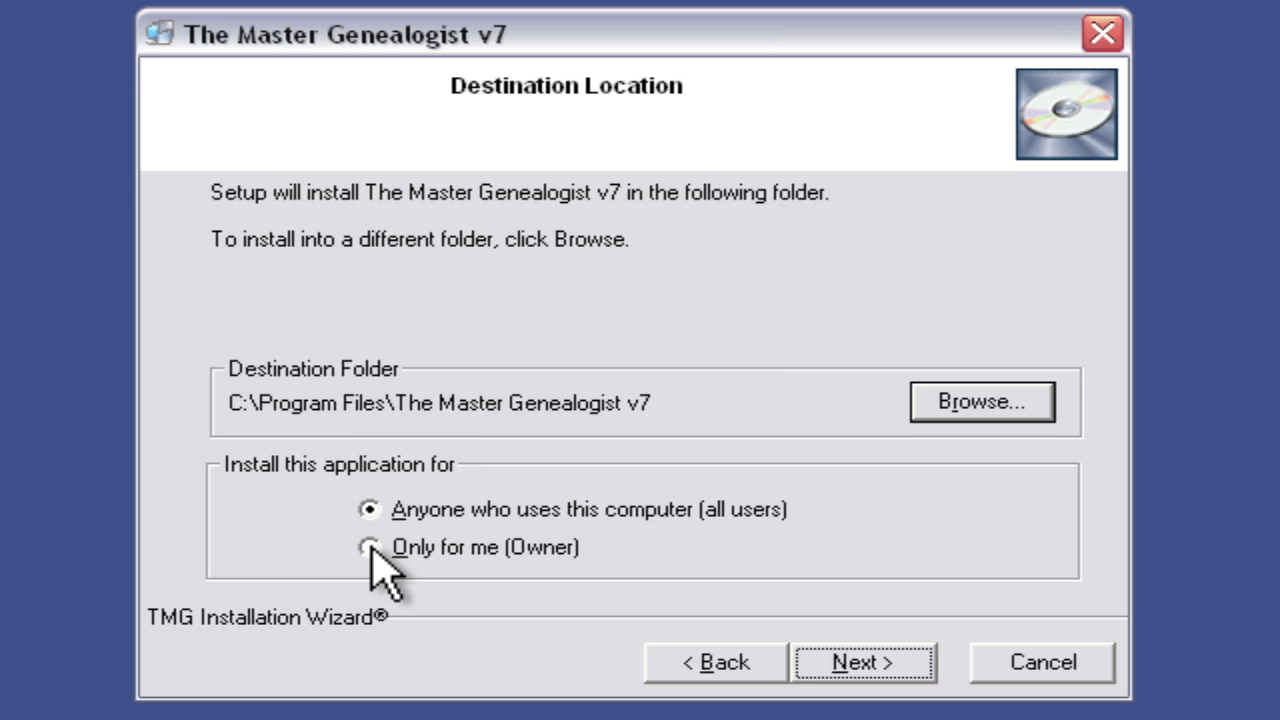 The Master Genealogist v7
Destination Location
Setup will install The Master Genealogist v7 in the following folder.
To install into a different folder, click Browse.
Destination Folder
C:\Program Files\The Master Genealogist v7
Browse...
Install this application for
Anyone who uses this computer (all users)
Only for me (Owner)
TMG Installation Wizard®
< Back
Next >
Cancel